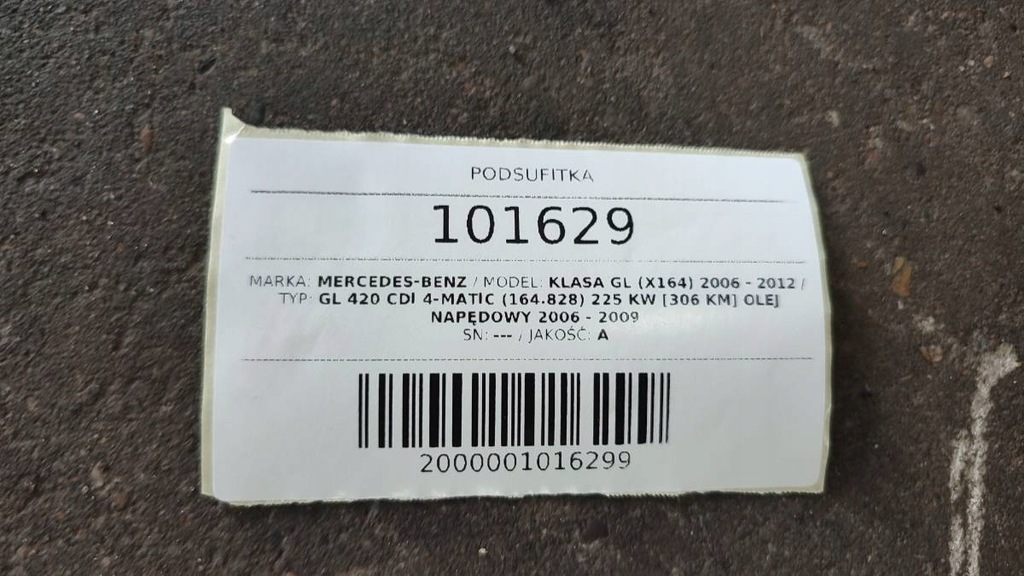 PODSUFITKA
101629
MARKA: MERCEDES-BENZ / MODEL: KLASA GL (X164) 2006 - 2012 /
TYP: GL 420 CDI 4-MATIC (164.828) 225 KW [306 KM] OLEJ
NAPĘDOWY 2006 - 2009
SN: --- / JAKOŚĆ: A
2000001016299